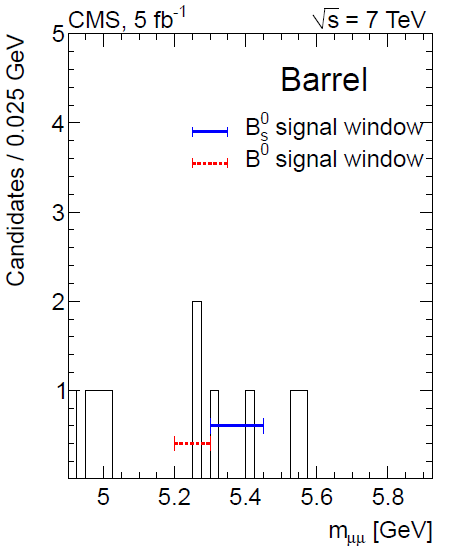 CMS, 5 fb⁻¹ √s = 7 TeV
Candidates / 0.025 GeV
Barrel
B⁰ₛ signal window
B⁰ signal window
5
4
3
2
1
5 5.2 5.4 5.6 5.8
m_μμ [GeV]